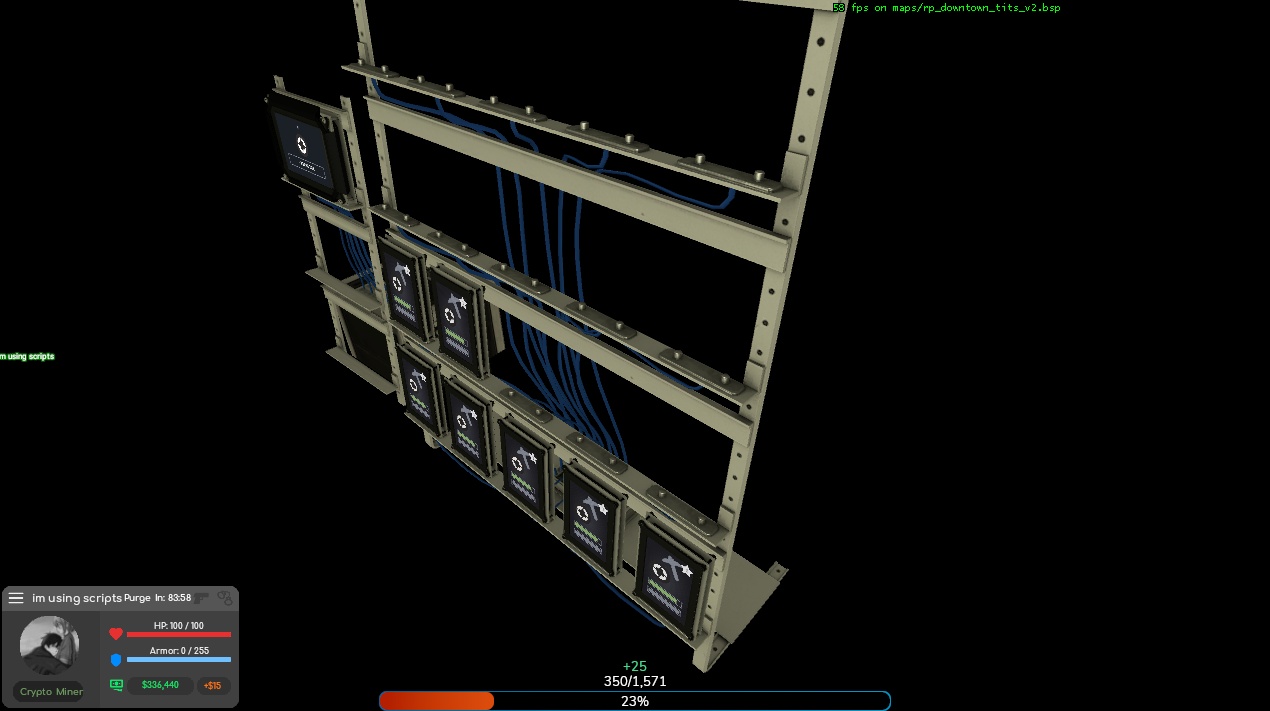 58 fps on maps/rp_downtown_tits_v2.bsp
m using scripts
im using scripts
Purge In: 83:58
HP: 100 / 100
Armor: 0 / 255
$336,440
+$15
Crypto Miner
+25
350/1,571
23%